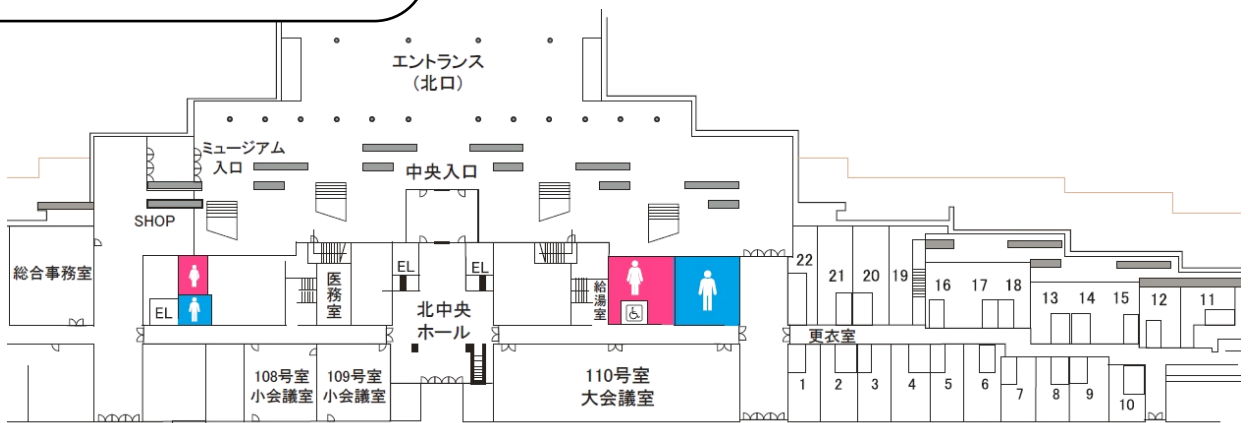 エントランス
(北口)
ミュージアム
入口
中央入口
SHOP
総合事務室
EL
医務室
EL
EL
北中央
ホール
給湯室
22
21
20
19
16
17
18
13
14
15
12
11
更衣室
108号室
小会議室
109号室
小会議室
110号室
大会議室
1
2
3
4
5
6
7
8
9
10